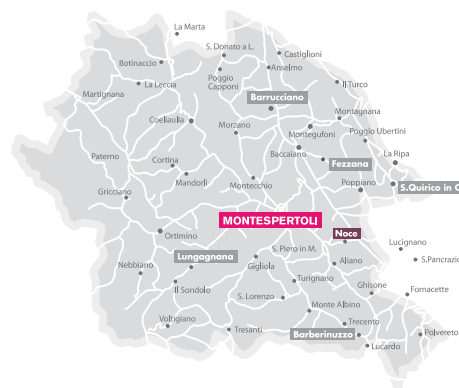 La Marta
S. Donato a L.
Castiglioni
Botinaccio
Anselmo
La Leccia
Poggio
Capponi
Il Turco
Martignana
Barrucciano
Montagnana
Coeliaula
Morzano
Montegufoni
Poggio Ubertini
Baccaiano
Paterno
Cortina
Fezzana
La Ripa
Mandorli
Montecchio
Poppiano
S.Quirico in C
Gricciano
MONTESPERTOLI
Ortimino
Noce
Lucignano
S. Piero in M.
Lungagnana
Nebbiano
Gigliola
Aliano
S.Pancrazio
Il Sondolo
Turignano
Ghisone
Fornacette
S. Lorenzo
Monte Albino
Voltigiano
Tresanti
Trecento
Barberinuzzo
Polvereto
Lucardo